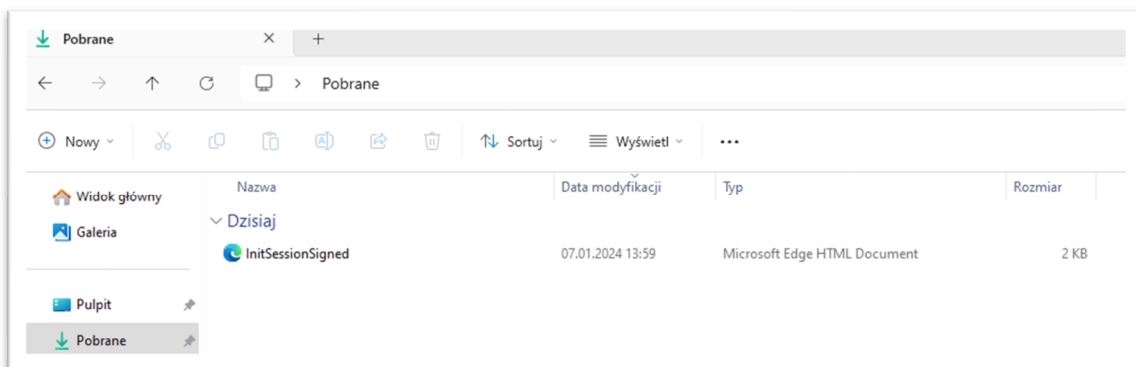 Pobrane
Pobrane
Nowy Sortuj Wyświetl
Widok główny
Galeria
Pulpit
Pobrane
Nazwa Data modyfikacji Typ Rozmiar
Dzisiaj
InitSessionSigned 07.01.2024 13:59 Microsoft Edge HTML Document 2 KB